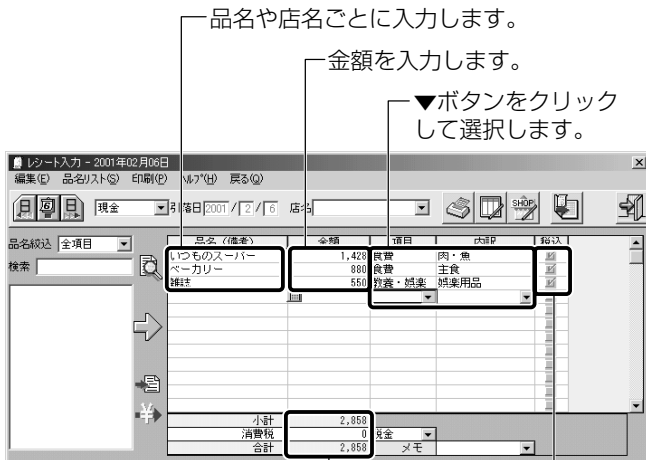 品名や店名ごとに入力します。
金額を入力します。
▼ボタンをクリック
して選択します。
レシート入力 - 2001年02月06日
編集(E) 品名リスト(S) 印刷(P) ヘルプ(H) 戻る(Q)
日 6 日 現金 引落日 2001 / 2 / 6 店名 SHOP
品名絞込 全項目
検索
品名 (備考) 金額 項目 内訳 税込
いつものスーパー 1,428 食費 肉・魚
ベーカリー 880 食費 主食
雑誌 550 教養・娯楽 娯楽用品
小計 2,858
消費税 0 税金
合計 2,858 メモ